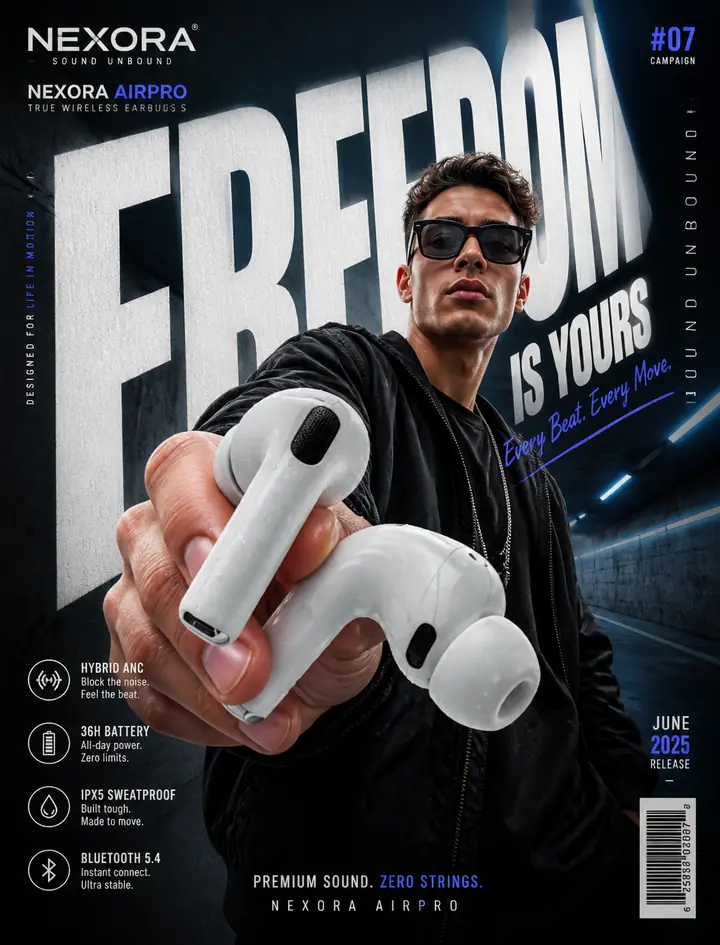 NEXORA®
SOUND UNBOUND
NEXORA AIRPRO
TRUE WIRELESS EARBUGS S
#07
CAMPAIGN
FREEDOM
IS YOURS
Every Beat. Every Move.
DESIGNED FOR LIFE IN MOTION
UNBOUND
HYBRID ANC
Block the noise.
Feel the beat.
36H BATTERY
All-day power.
Zero limits.
IPX5 SWEATPROOF
Built tough.
Made to move.
BLUETOOTH 5.4
Instant connect.
Ultra stable.
JUNE
2025
RELEASE
PREMIUM SOUND. ZERO STRINGS.
NEXORA AIRPRO